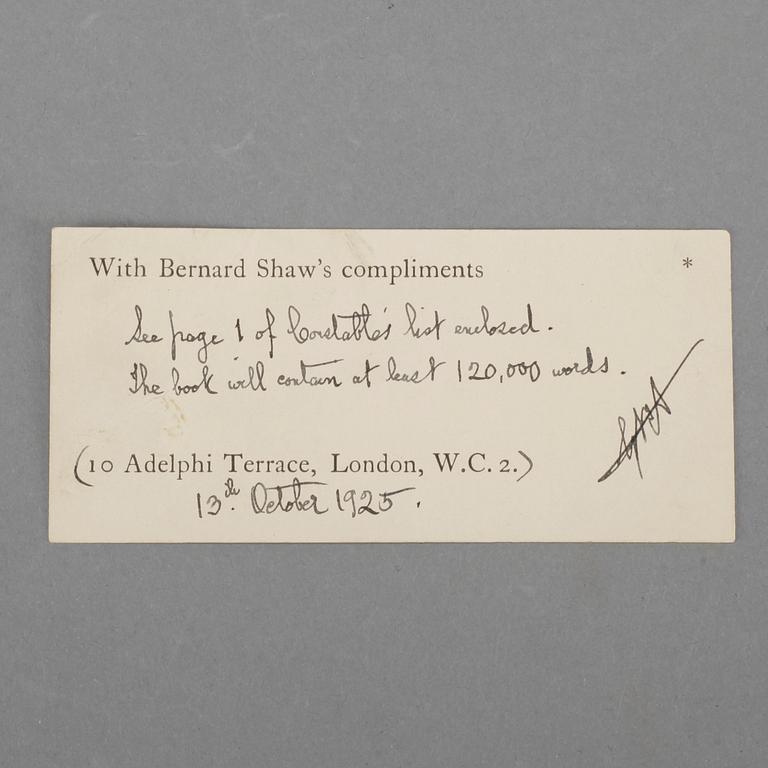 With Bernard Shaw's compliments *
See page 1 of Constable's list enclosed.
The book will contain at least 120,000 words.
(10 Adelphi Terrace, London, W.C. 2.)
13th. October 1925.